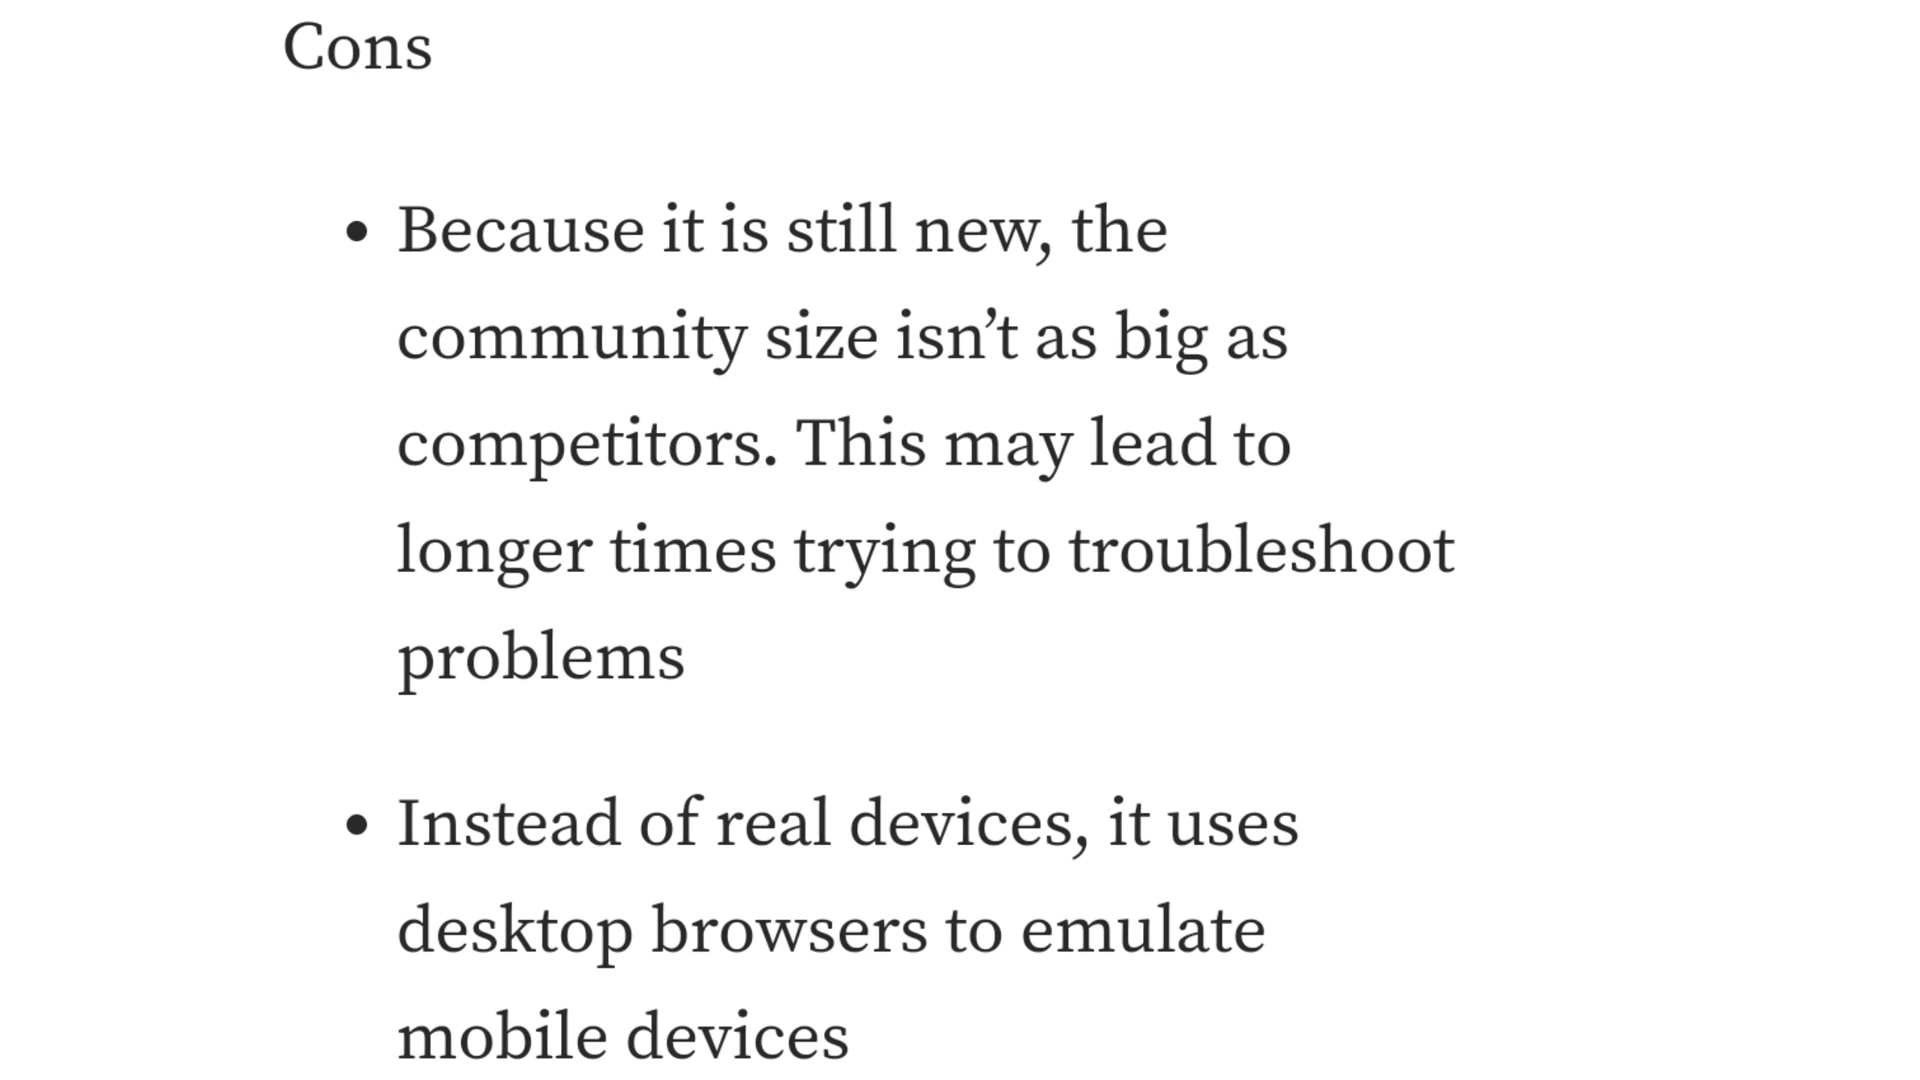 Cons
• Because it is still new, the
community size isn’t as big as
competitors. This may lead to
longer times trying to troubleshoot
problems
• Instead of real devices, it uses
desktop browsers to emulate
mobile devices